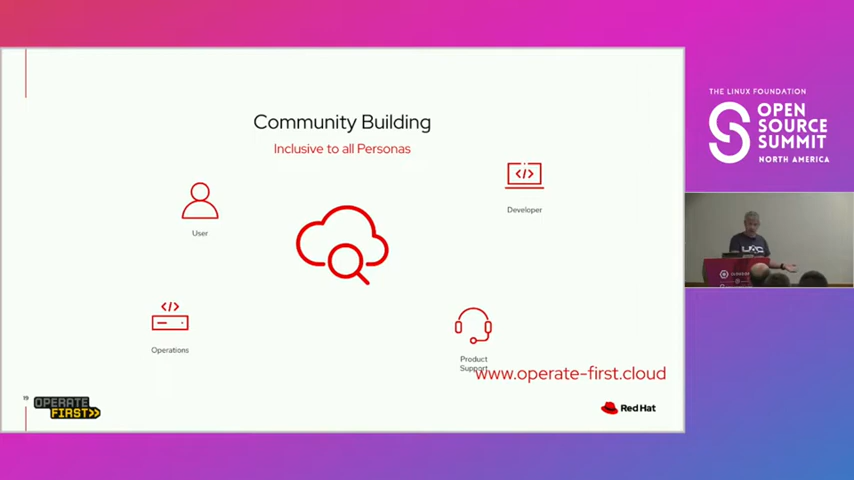 Community Building
Inclusive to all Personas
User
</>
Developer
</>
Operations
Product
Support
www.operate-first.cloud
19
OPERATE
FIRST>>
Red Hat
THE LINUX FOUNDATION
OPEN
SOURCE
SUMMIT
NORTH AMERICA